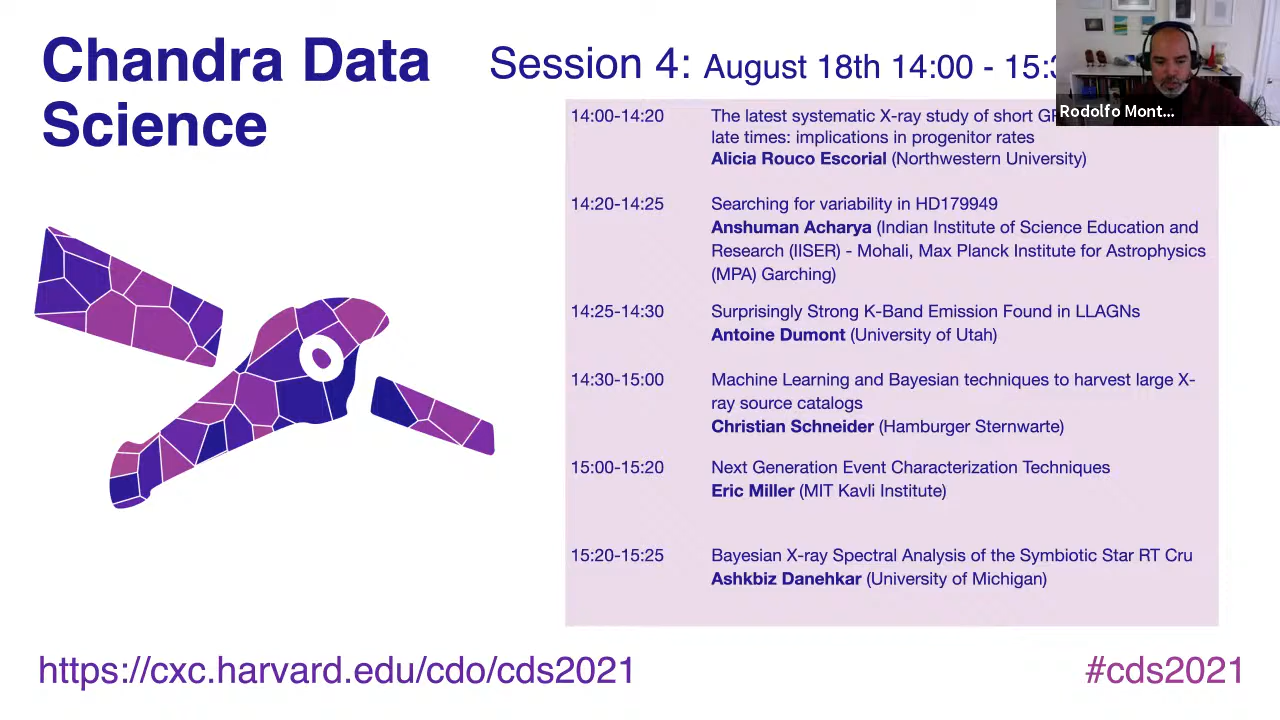 Chandra Data
Science
Session 4: August 18th 14:00 -
Rodolfo Mont...
14:00-14:20
The latest systematic X-ray study of short
late times: implications in progenitor rates
Alicia Rouco Escorial (Northwestern University)
14:20-14:25
Searching for variability in HD179949
Anshuman Acharya (Indian Institute of Science Education and
Research (IISER) - Mohali, Max Planck Institute for Astrophysics
(MPA) Garching)
14:25-14:30
Surprisingly Strong K-Band Emission Found in LLAGNs
Antoine Dumont (University of Utah)
14:30-15:00
Machine Learning and Bayesian techniques to harvest large X-
ray source catalogs
Christian Schneider (Hamburger Sternwarte)
15:00-15:20
Next Generation Event Characterization Techniques
Eric Miller (MIT Kavli Institute)
15:20-15:25
Bayesian X-ray Spectral Analysis of the Symbiotic Star RT Cru
Ashkbiz Danehkar (University of Michigan)
https://cxc.harvard.edu/cdo/cds2021
#cds2021